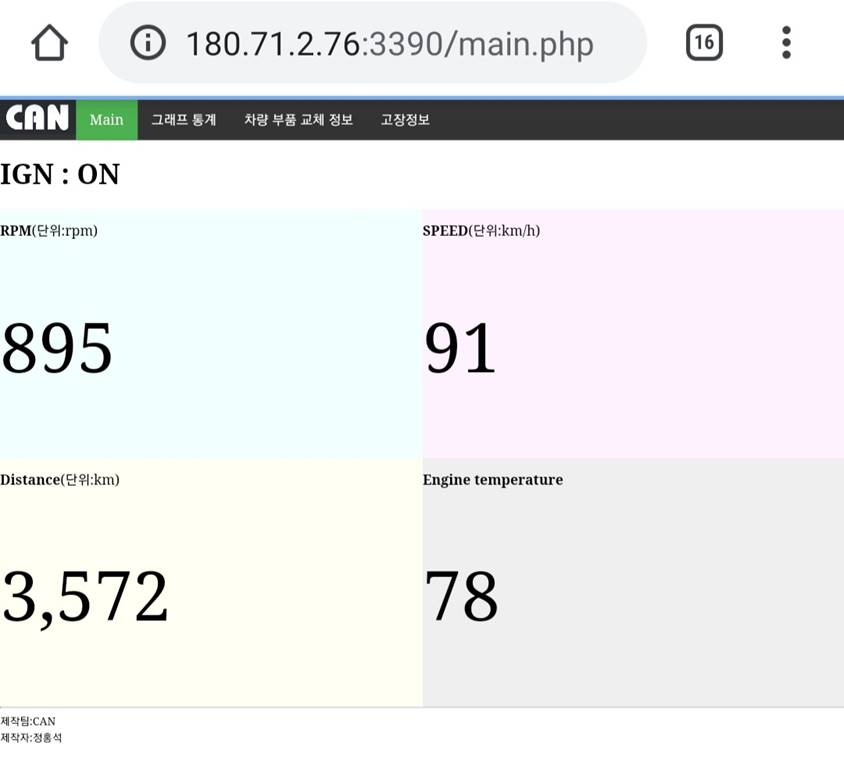 180.71.2.76:3390/main.php 16
CAN Main 그래프 통계 차량 부품 교체 정보 고장정보
IGN : ON
RPM(단위:rpm) SPEED(단위:km/h)
895 91
Distance(단위:km) Engine temperature
3,572 78
제작팀:CAN
제작자:정홍석